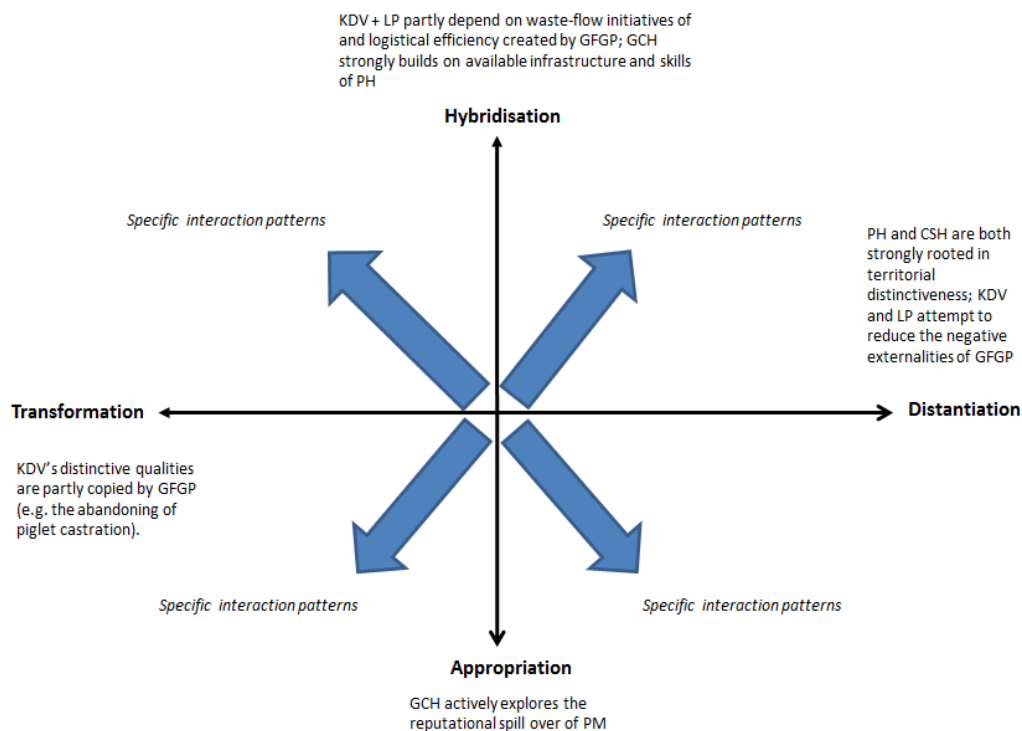 KDV + LP partly depend on waste-flow initiatives of
and logistical efficiency created by GFGP; GCH
strongly builds on available infrastructure and skills
of PH
Hybridisation
Specific interaction patterns
Specific interaction patterns
PH and CSH are both
strongly rooted in
territorial
distinctiveness; KDV
and LP attempt to
reduce the negative
externalities of GFGP
Transformation
Distantiation
KDV's distinctive qualities
are partly copied by GFGP
(e.g. the abandoning of
piglet castration).
Specific interaction patterns
Specific interaction patterns
Appropriation
GCH actively explores the
reputational spill over of PM